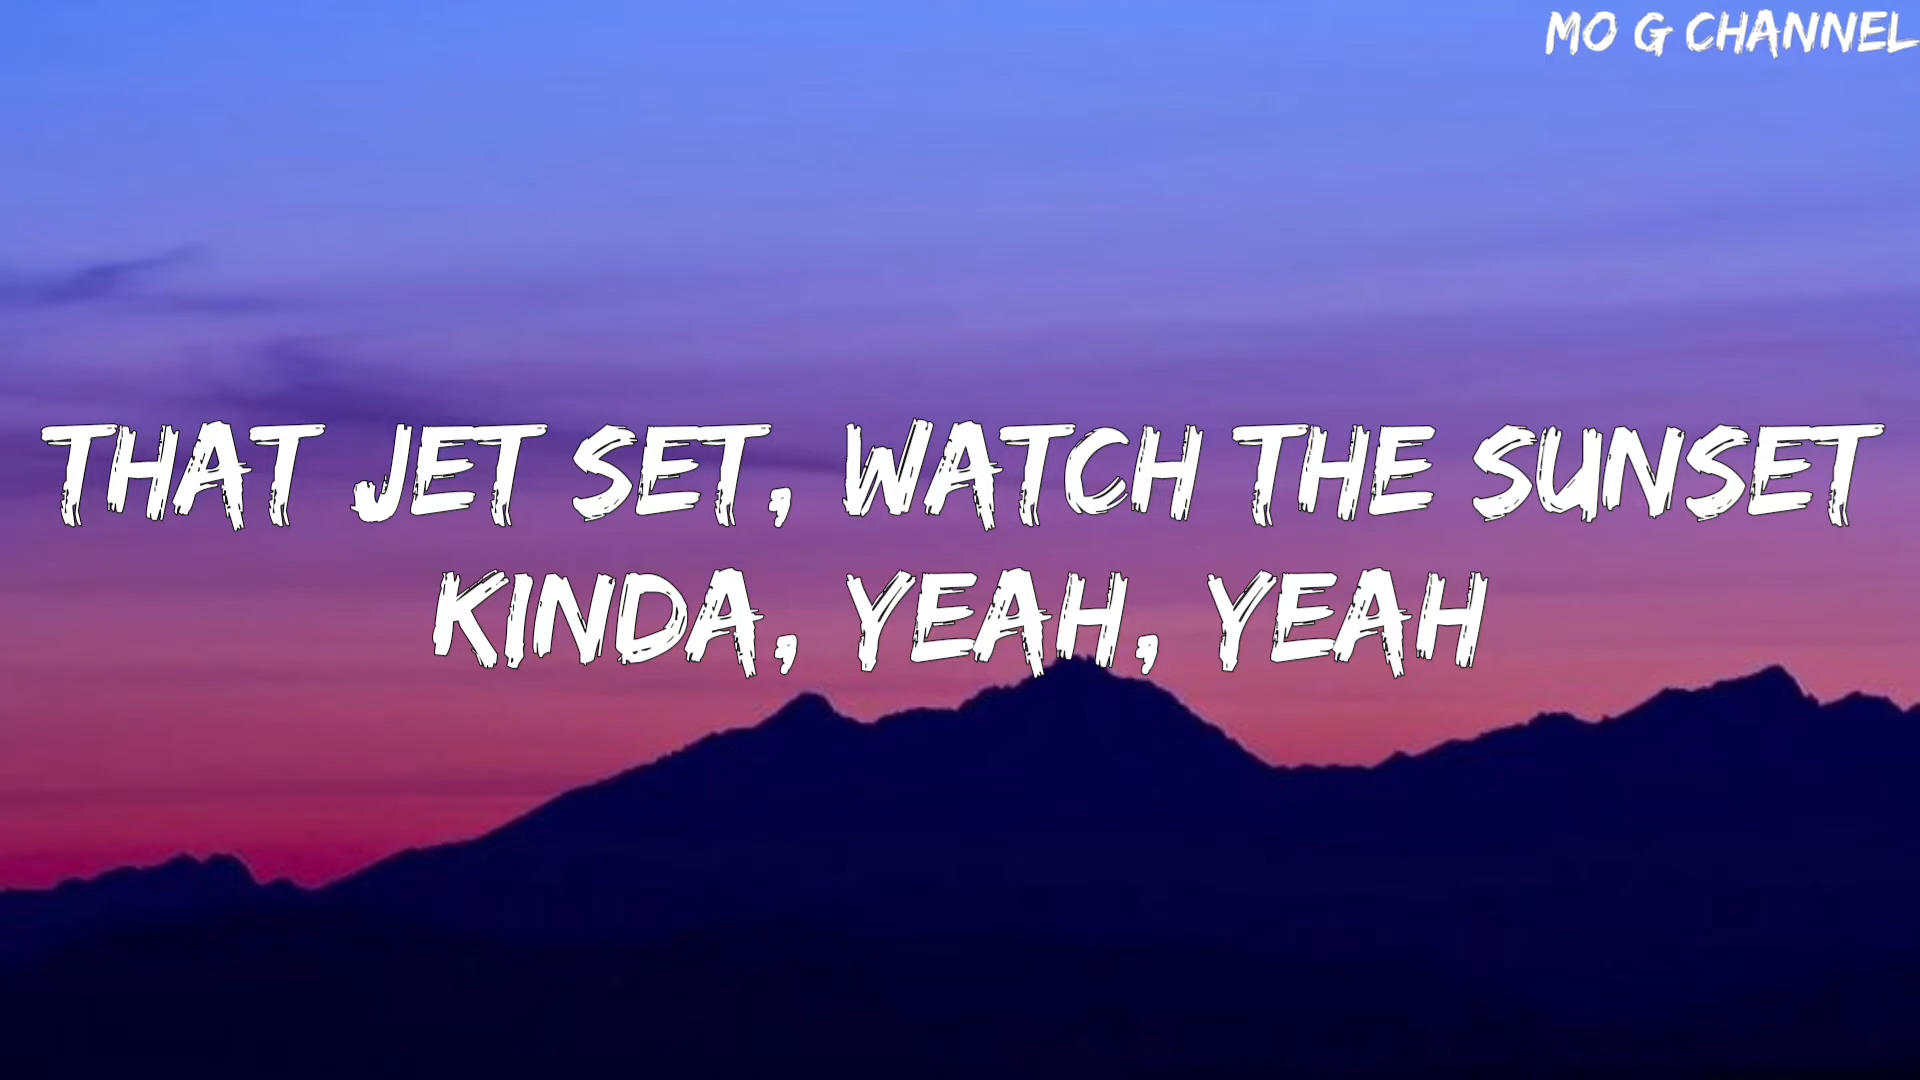 MO G CHANNEL
THAT JET SET, WATCH THE SUNSET
KINDA, YEAH, YEAH